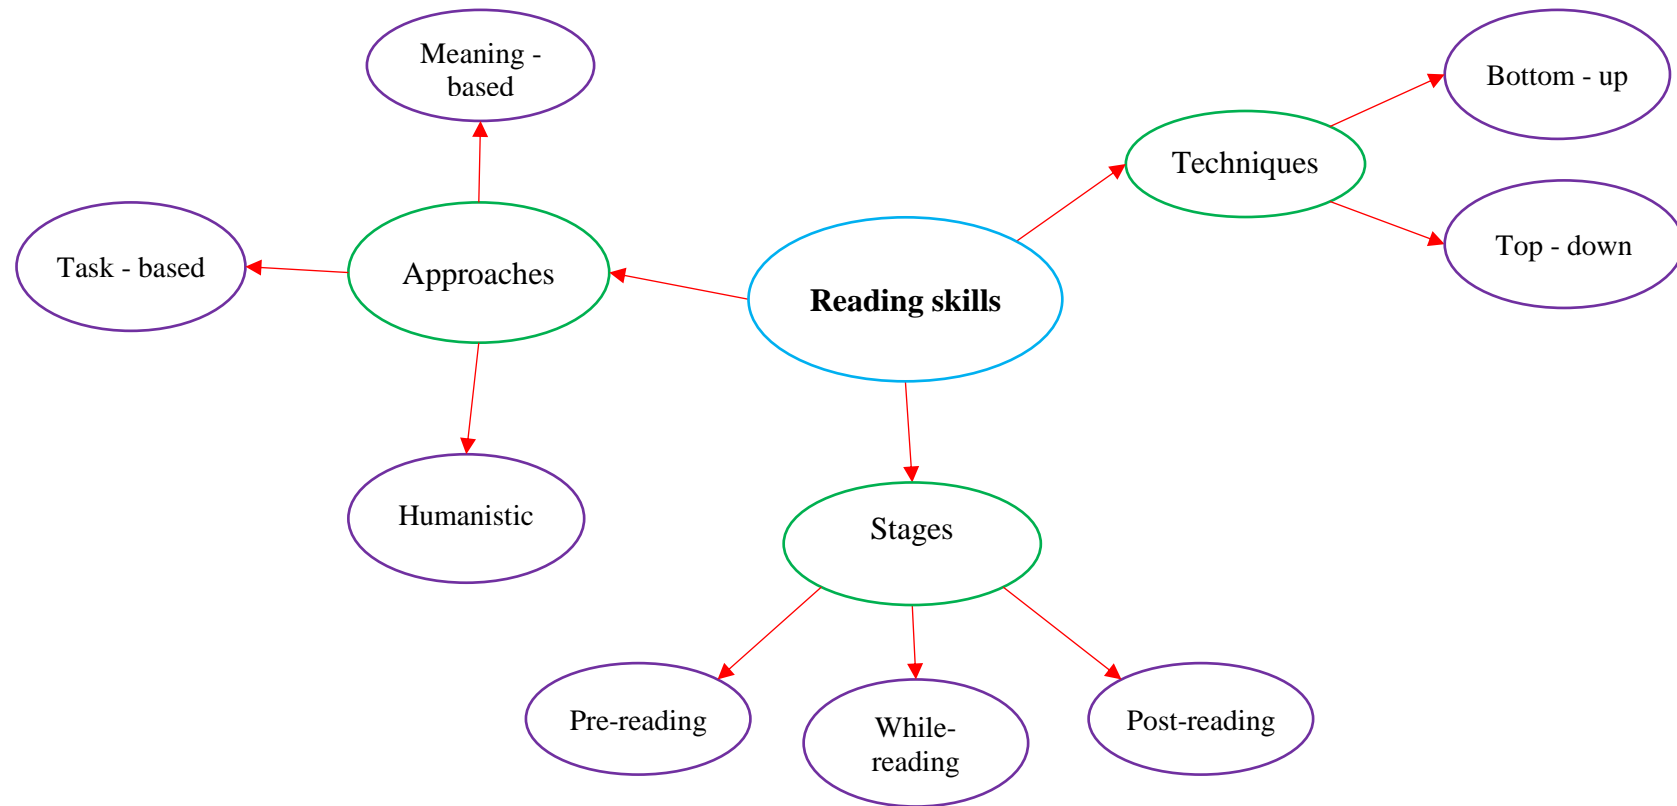 Meaning -
based
Bottom - up
Techniques
Top - down
Task - based
Approaches
Reading skills
Humanistic
Stages
Pre-reading
While-
reading
Post-reading